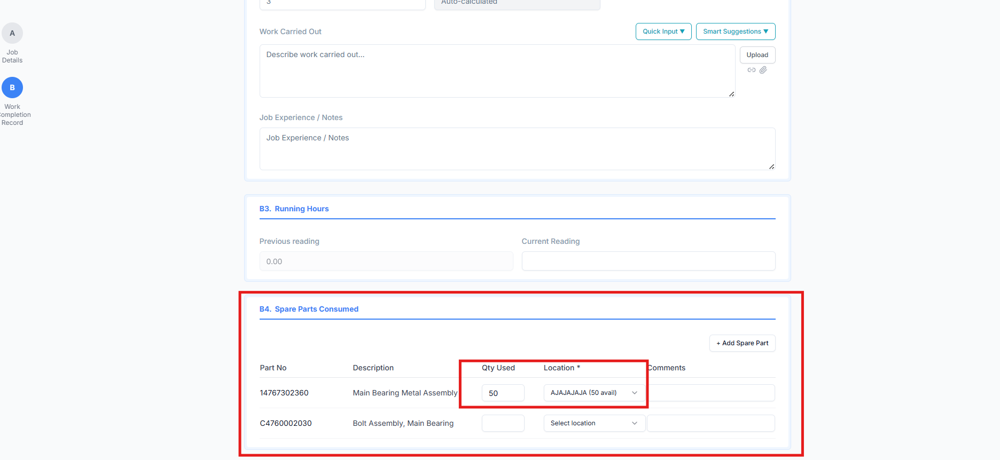 3
Auto-calculated
A
Job
Details
B
Work
Completion
Record
Work Carried Out
Quick Input ▼
Smart Suggestions ▼
Describe work carried out...
Upload
Job Experience / Notes
Job Experience / Notes
B3. Running Hours
Previous reading
Current Reading
0.00
B4. Spare Parts Consumed
+ Add Spare Part
Part No Description Qty Used Location * Comments
14767302360 Main Bearing Metal Assembly 50 AJAJAJAJA (50 avail)
C4760002030 Bolt Assembly, Main Bearing Select location